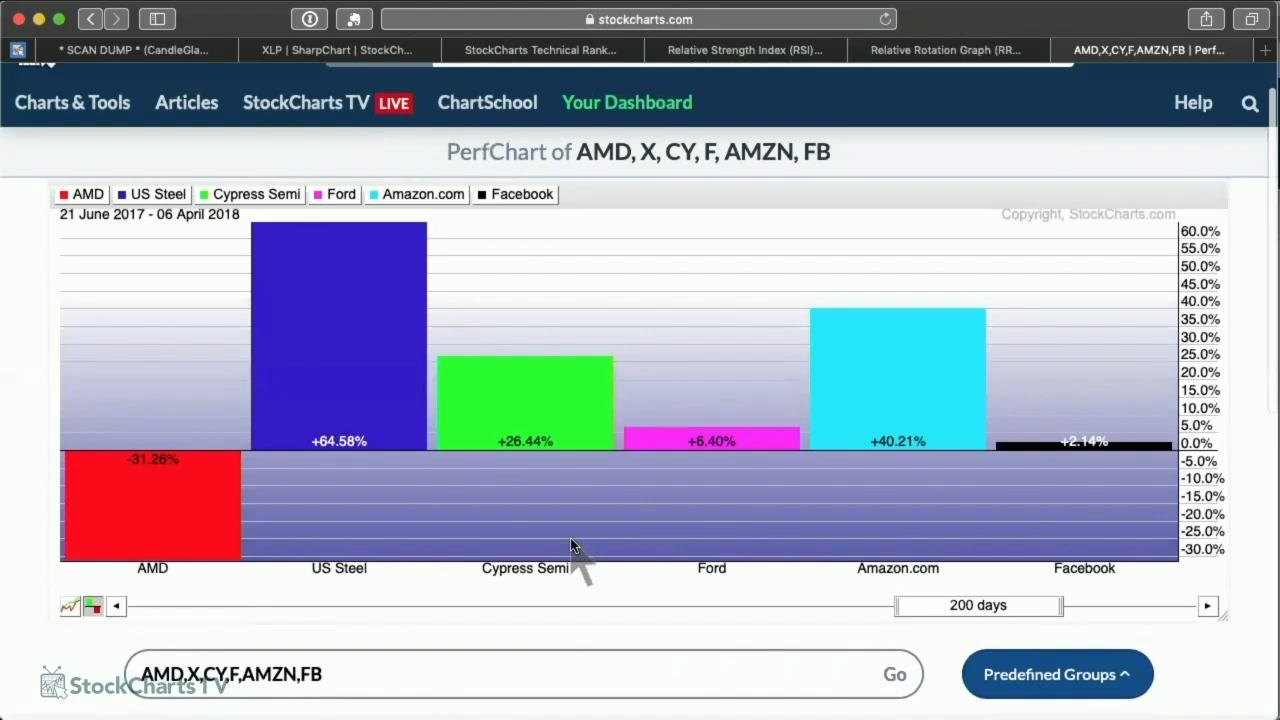 stockcharts.com
* SCAN DUMP * (CandleGla...
XLP | SharpChart | StockCh...
StockCharts Technical Rank...
Relative Strength Index (RSI)...
Relative Rotation Graph (RR...
AMD,X,CY,F,AMZN,FB | Perf...
Charts & Tools
Articles
StockCharts TV LIVE
ChartSchool
Your Dashboard
Help
PerfChart of AMD, X, CY, F, AMZN, FB
AMD
US Steel
Cypress Semi
Ford
Amazon.com
Facebook
21 June 2017 - 06 April 2018
Copyright, StockCharts.com
60.0%
55.0%
50.0%
45.0%
40.0%
35.0%
30.0%
25.0%
20.0%
15.0%
10.0%
5.0%
0.0%
-5.0%
-10.0%
-15.0%
-20.0%
-25.0%
-30.0%
-31.26%
+64.58%
+26.44%
+6.40%
+40.21%
+2.14%
AMD
US Steel
Cypress Semi
Ford
Amazon.com
Facebook
200 days
AMD,X,CY,F,AMZN,FB
Go
Predefined Groups
StockCharts TV